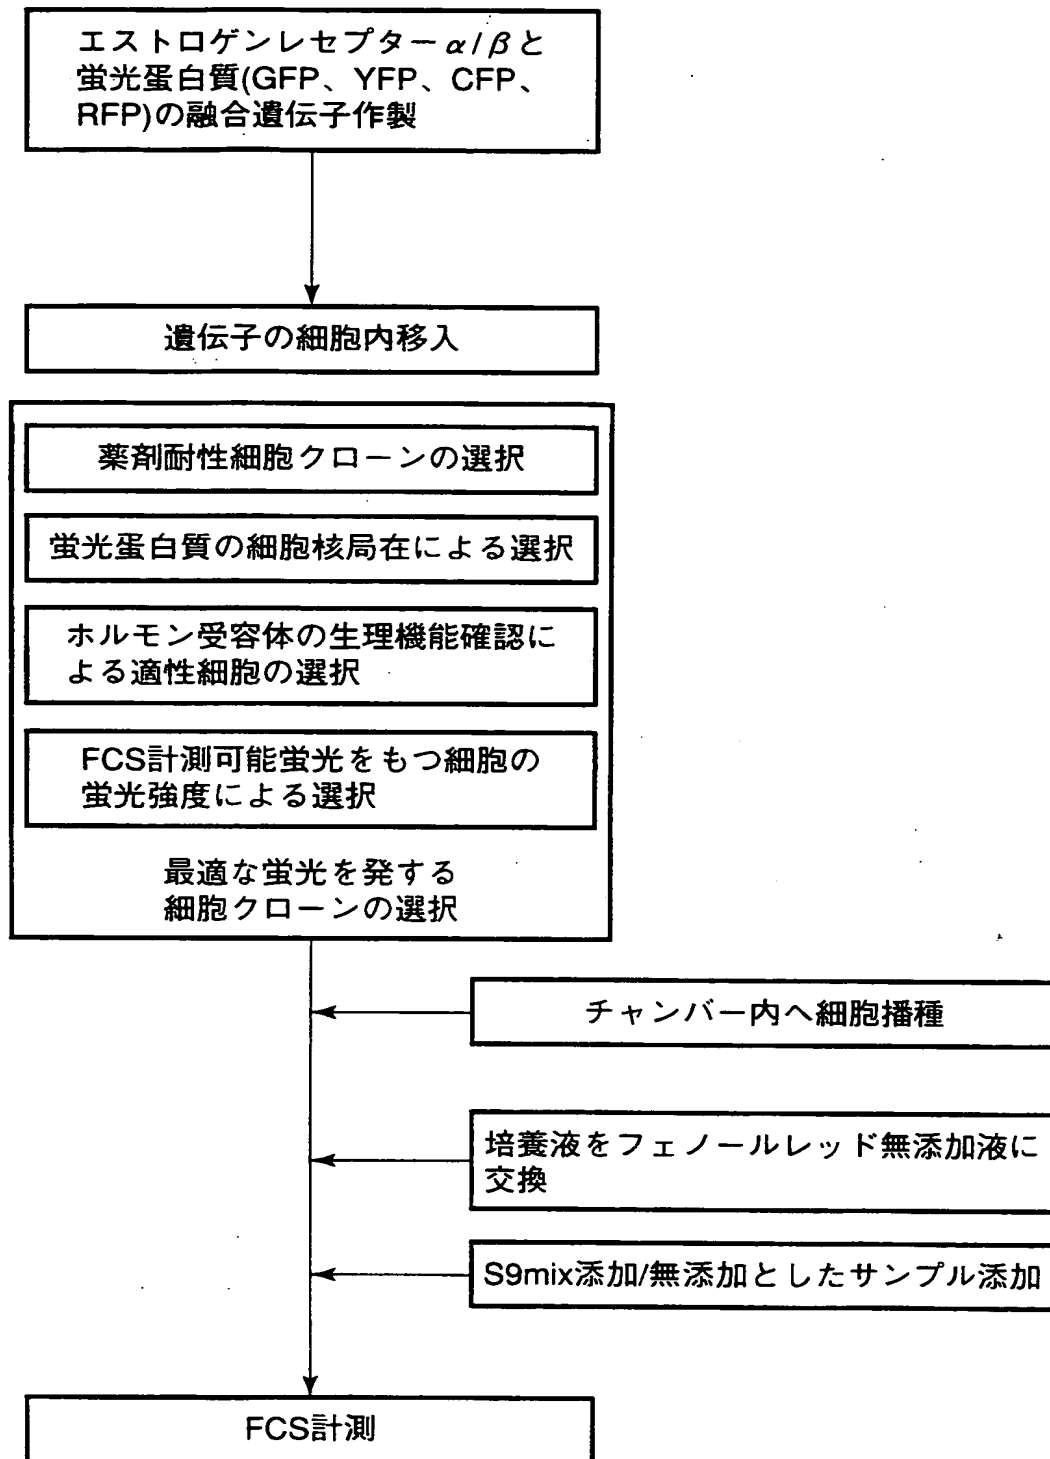 エストロゲンレセプターα/βと
蛍光蛋白質(GFP、YFP、CFP、
RFP)の融合遺伝子作製
遺伝子の細胞内移入
薬剤耐性細胞クローンの選択
蛍光蛋白質の細胞核局在による選択
ホルモン受容体の生理機能確認に
よる適性細胞の選択
FCS計測可能蛍光をもつ細胞の
蛍光強度による選択
最適な蛍光を発する
細胞クローンの選択
チャンバー内へ細胞播種
培養液をフェノールレッド無添加液に
交換
S9mix添加/無添加としたサンプル添加
FCS計測